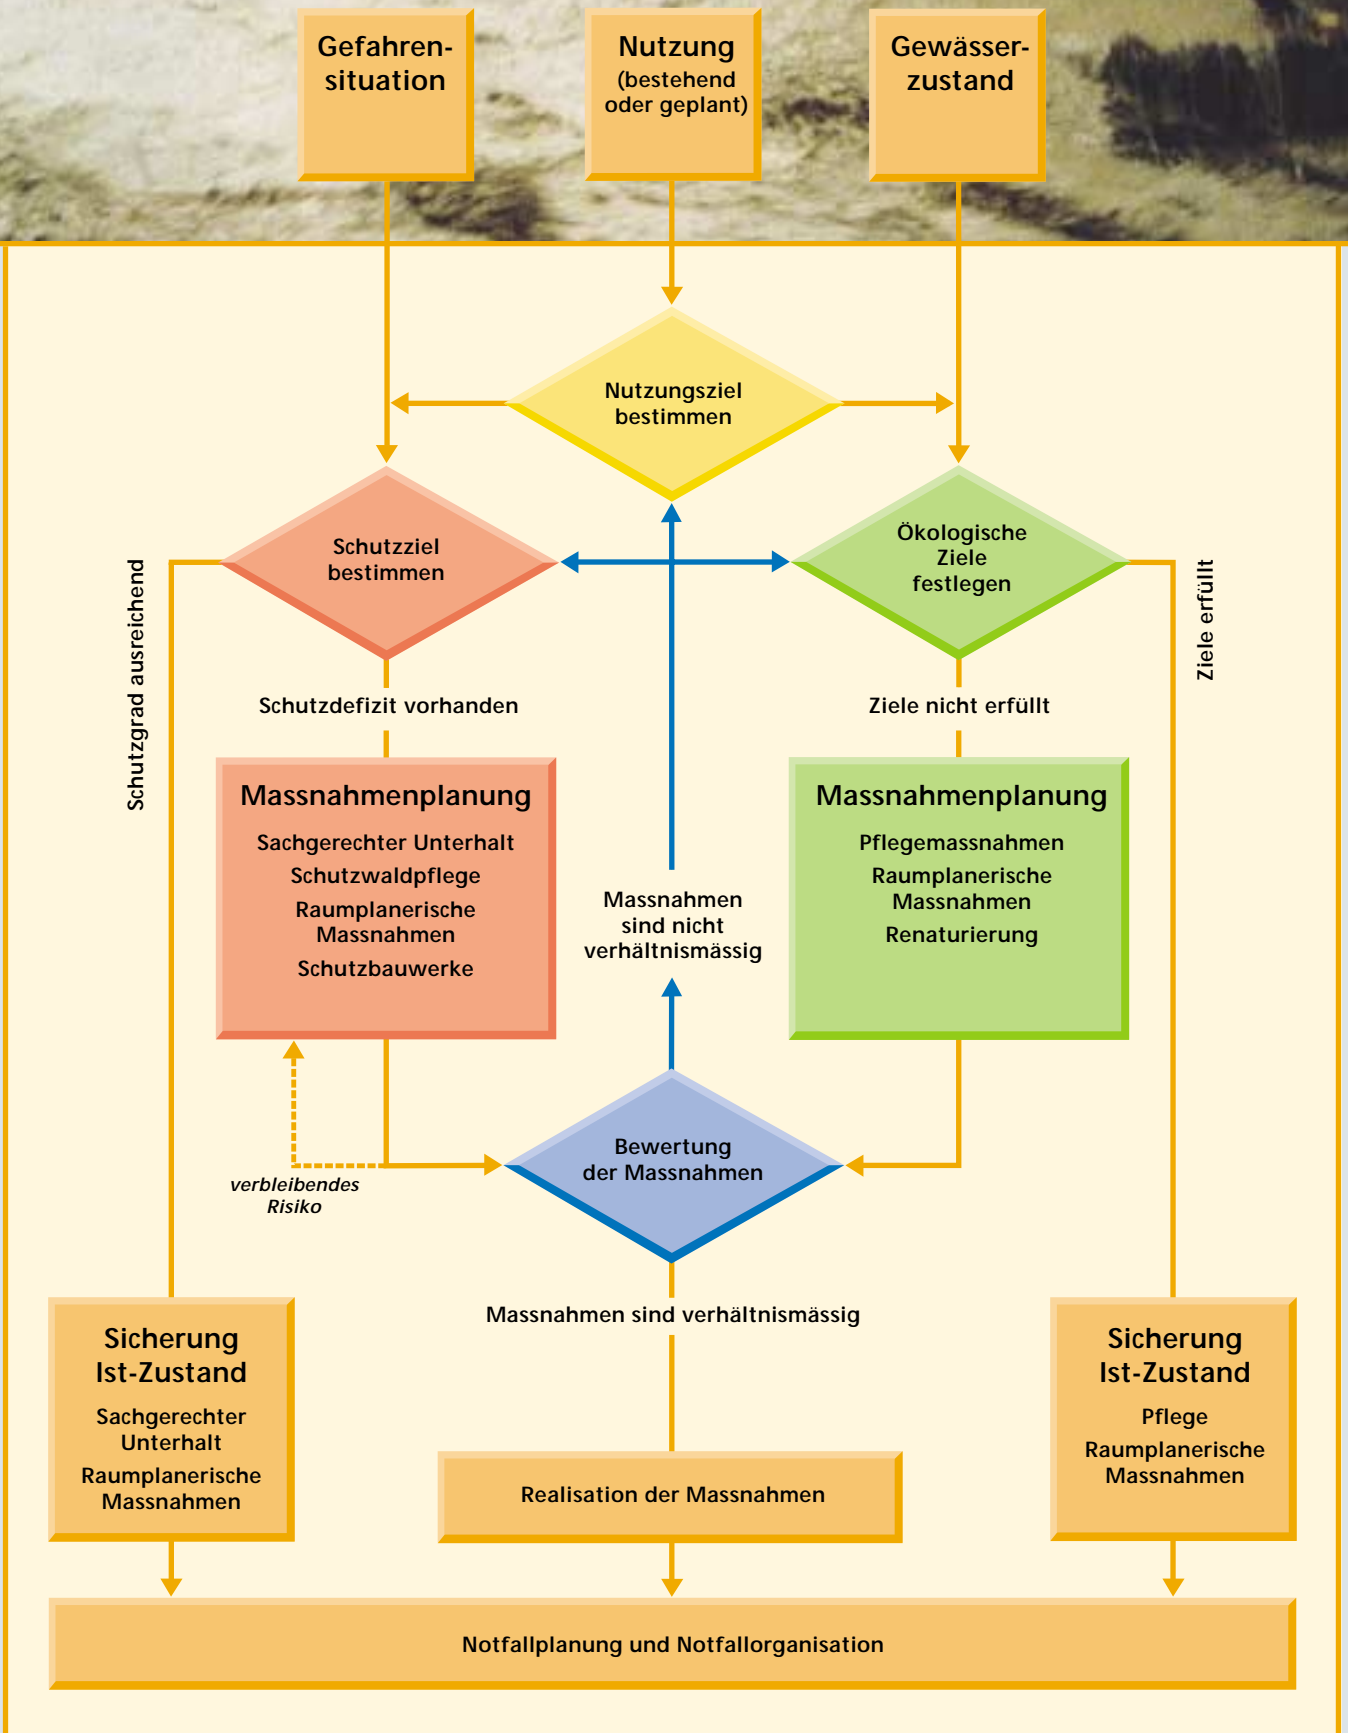 Gefahren-
situation
Nutzung
(bestehend
oder geplant)
Gewässer-
zustand
Nutzungsziel
bestimmen
Schutzziel
bestimmen
Ökologische
Ziele
festlegen
Schutzgrad ausreichend
Ziele erfüllt
Schutzdefizit vorhanden
Ziele nicht erfüllt
Massnahmenplanung
Sachgerechter Unterhalt
Schutzwaldpflege
Raumplanerische
Massnahmen
Schutzbauwerke
Massnahmen
sind nicht
verhältnismässig
Massnahmenplanung
Pflegemassnahmen
Raumplanerische
Massnahmen
Renaturierung
Bewertung
der Massnahmen
verbleibendes
Risiko
Massnahmen sind verhältnismässig
Sicherung
Ist-Zustand
Sachgerechter
Unterhalt
Raumplanerische
Massnahmen
Realisation der Massnahmen
Sicherung
Ist-Zustand
Pflege
Raumplanerische
Massnahmen
Notfallplanung und Notfallorganisation